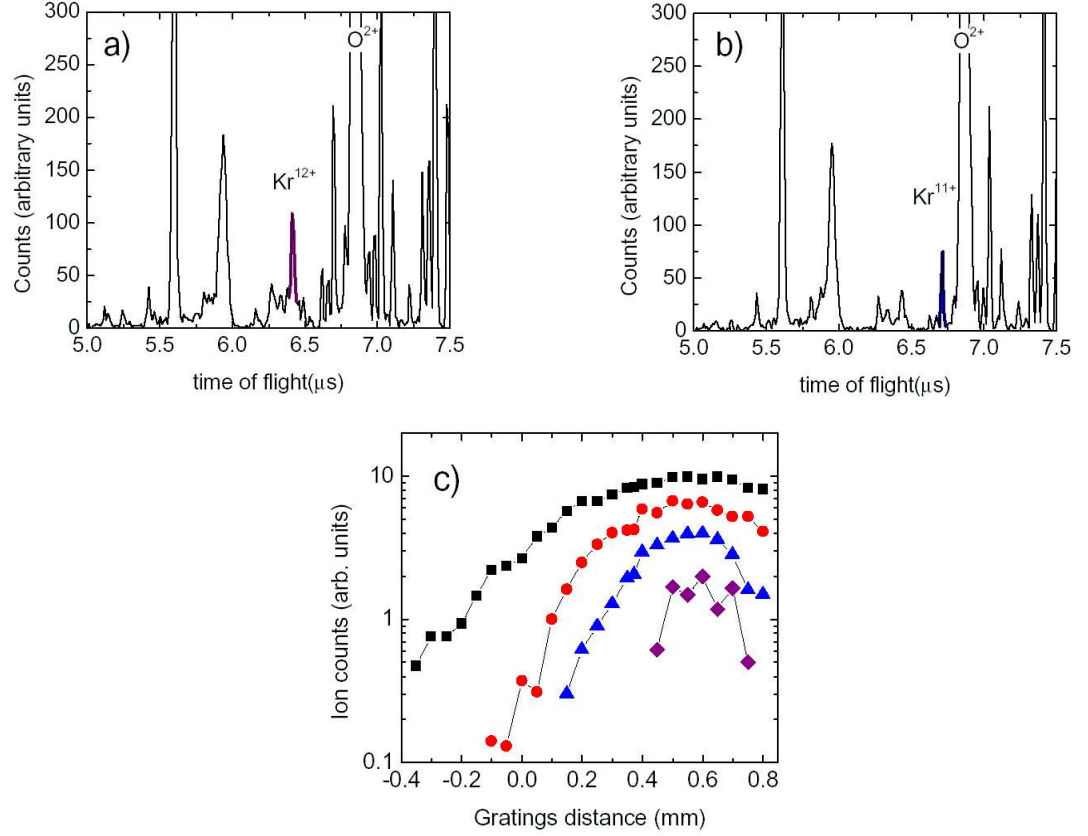 a)
O2+
Kr12+
Counts (arbitrary units)
300
250
200
150
100
50
0
5.0 5.5 6.0 6.5 7.0 7.5
time of flight(μs)
b)
O2+
Kr11+
Counts (arbitrary units)
300
250
200
150
100
50
0
5.0 5.5 6.0 6.5 7.0 7.5
time of flight(μs)
c)
Ion counts (arb. units)
10
1
0.1
-0.4 -0.2 0.0 0.2 0.4 0.6 0.8
Gratings distance (mm)